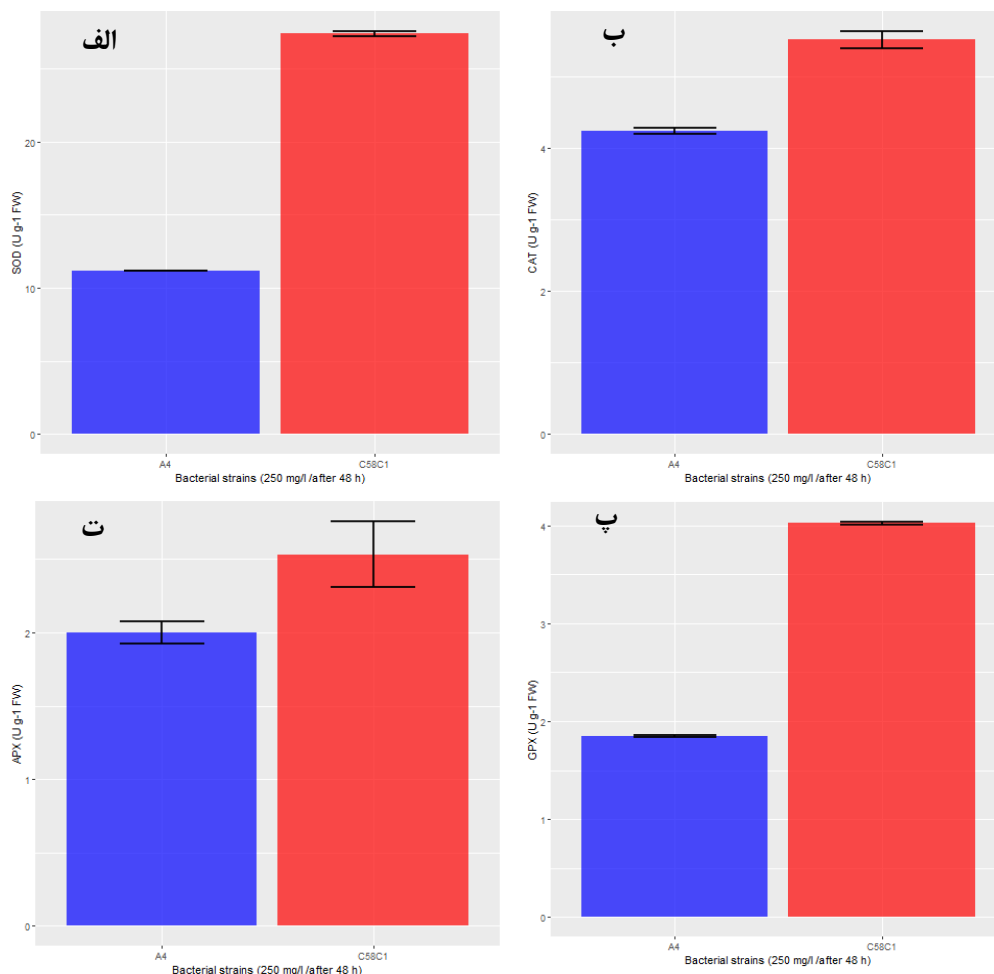 الف
SOD (U g-1 FW)
20
10
0
A4
C58C1
Bacterial strains (250 mg/l /after 48 h)
ب
CAT (U g-1 FW)
4
2
0
A4
C58C1
Bacterial strains (250 mg/l /after 48 h)
ت
APX (U g-1 FW)
2
1
0
A4
C58C1
Bacterial strains (250 mg/l /after 48 h)
پ
GPX (U g-1 FW)
4
3
2
1
0
A4
C58C1
Bacterial strains (250 mg/l /after 48 h)